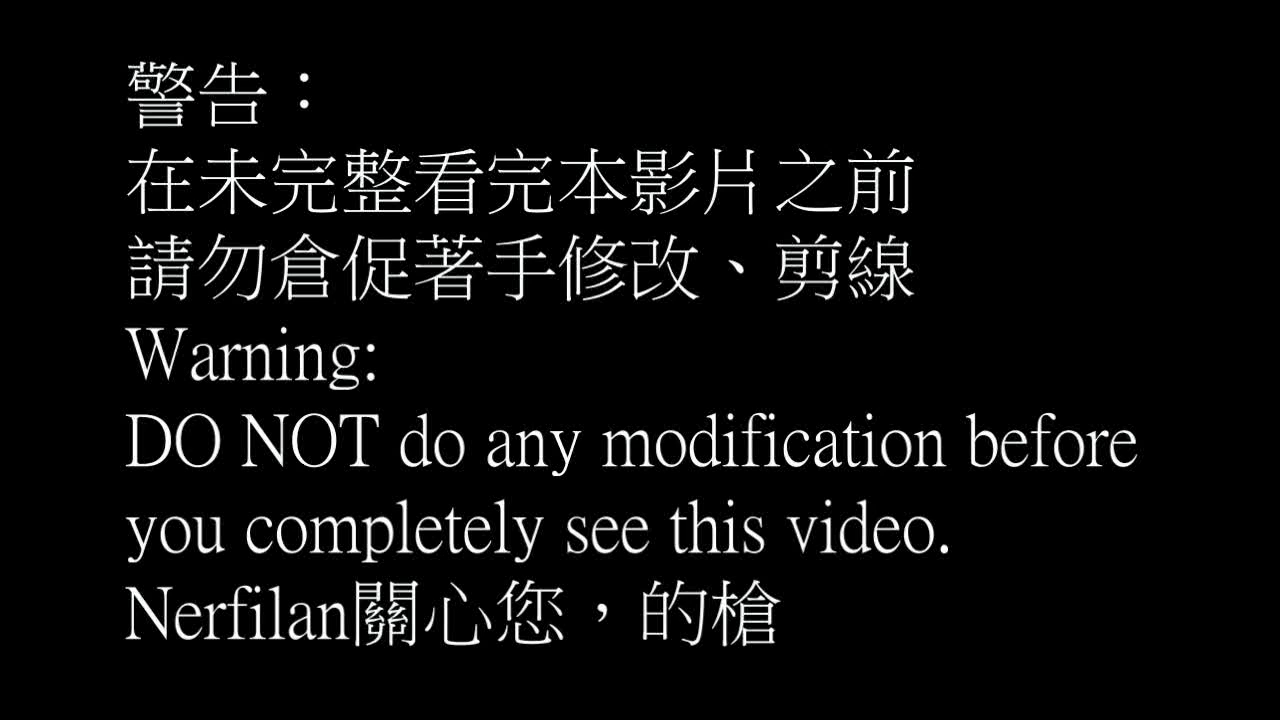 警告：
在未完整看完本影片之前
請勿倉促著手修改、剪線
Warning:
DO NOT do any modification before
you completely see this video.
Nerfilan關心您，的槍